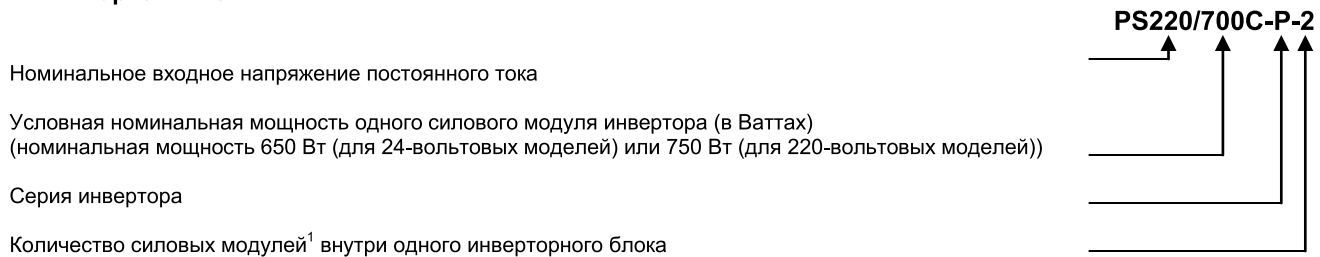 PS220/700C-P-2
Номинальное входное напряжение постоянного тока
Условная номинальная мощность одного силового модуля инвертора (в Ваттах)
(номинальная мощность 650 Вт (для 24-вольтовых моделей) или 750 Вт (для 220-вольтовых моделей))
Серия инвертора
Количество силовых модулей¹ внутри одного инверторного блока